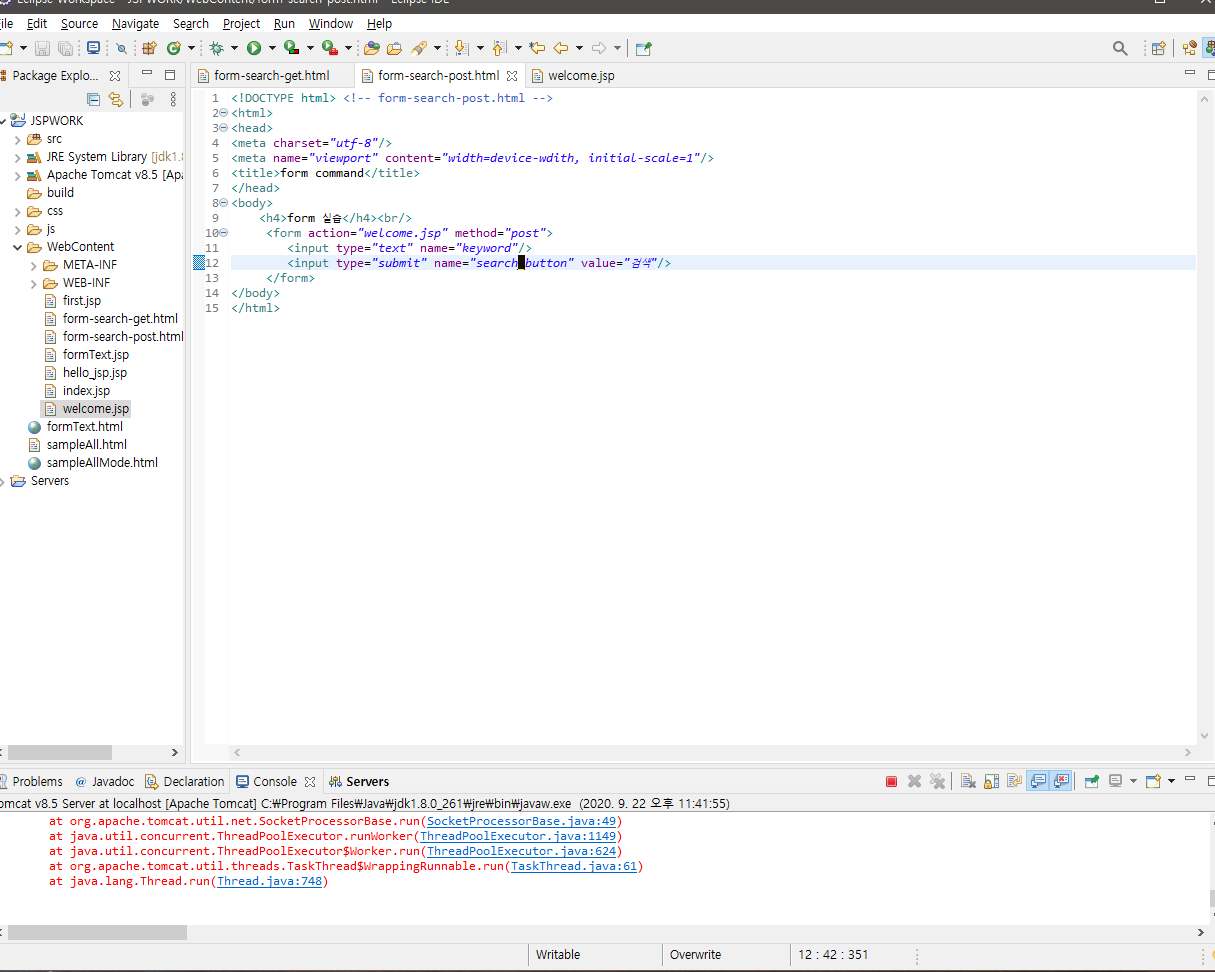 Eclipse Workspace - JSPWORK/WebContent/form-search-post.html - Eclipse IDE
ile Edit Source Navigate Search Project Run Window Help
Package Explo...
form-search-get.html
form-search-post.html
welcome.jsp
JSPWORK
src
JRE System Library [jdk1.8
Apache Tomcat v8.5 [Apa
build
css
js
WebContent
META-INF
WEB-INF
first.jsp
form-search-get.html
form-search-post.html
formText.jsp
hello_jsp.jsp
index.jsp
welcome.jsp
formText.html
sampleAll.html
sampleAllMode.html
Servers
1 <!DOCTYPE html> <!-- form-search-post.html -->
2 <html>
3 <head>
4 <meta charset="utf-8"/>
5 <meta name="viewport" content="width=device-wdith, initial-scale=1"/>
6 <title>form command</title>
7 </head>
8 <body>
9 <h4>form 실습</h4><br/>
10 <form action="welcome.jsp" method="post">
11 <input type="text" name="keyword"/>
12 <input type="submit" name="search button" value="검색"/>
13 </form>
14 </body>
15 </html>
Problems @ Javadoc Declaration Console Servers
omcat v8.5 Server at localhost [Apache Tomcat] C:₩Program Files₩Java₩jdk1.8.0_261₩jre₩bin₩javaw.exe (2020. 9. 22 오후 11:41:55)
at org.apache.tomcat.util.net.SocketProcessorBase.run(SocketProcessorBase.java:49)
at java.util.concurrent.ThreadPoolExecutor.runWorker(ThreadPoolExecutor.java:1149)
at java.util.concurrent.ThreadPoolExecutor$Worker.run(ThreadPoolExecutor.java:624)
at org.apache.tomcat.util.threads.TaskThread$WrappingRunnable.run(TaskThread.java:61)
at java.lang.Thread.run(Thread.java:748)
Writable
Overwrite
12 : 42 : 351